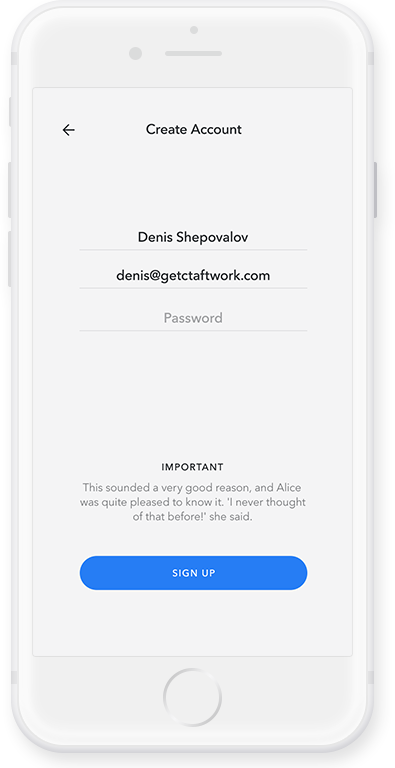 Create Account
Denis Shepovalov
denis@getctaftwork.com
Password
IMPORTANT
This sounded a very good reason, and Alice
was quite pleased to know it. 'I never thought
of that before!' she said.
SIGN UP